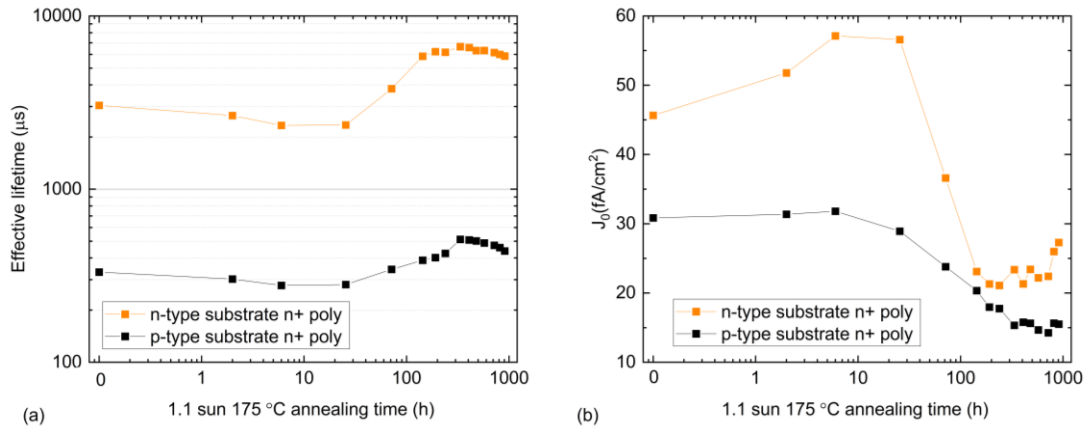 10000
1000
100
Effective lifetime (μs)
n-type substrate n+ poly
p-type substrate n+ poly
0 1 10 100 1000
1.1 sun 175 °C annealing time (h)
(a)
60
50
40
30
20
10
J₀(fA/cm²)
n-type substrate n+ poly
p-type substrate n+ poly
0 1 10 100 1000
1.1 sun 175 °C annealing time (h)
(b)